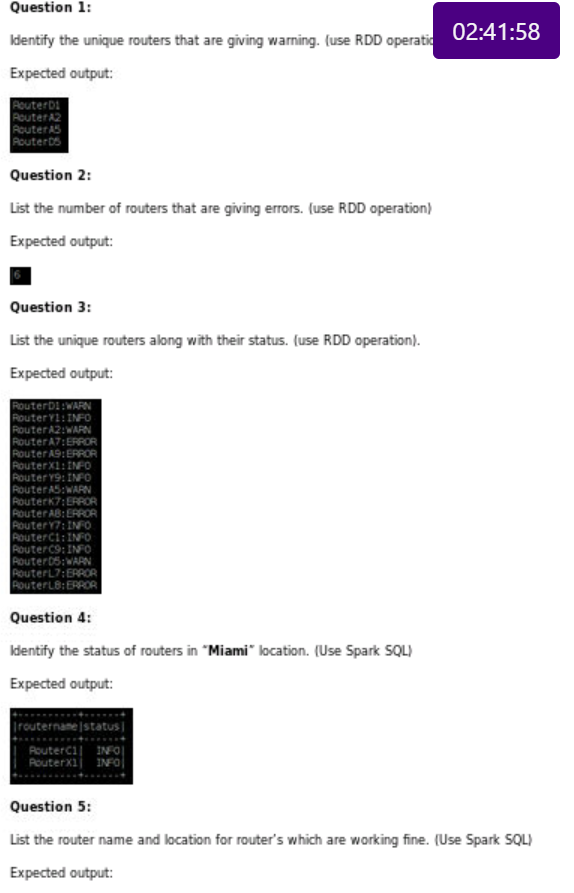 Question 1:
02:41:58
Identify the unique routers that are giving warning. (use RDD
Expected output:
RouterD1
RouterA2
RouterA5
RouterD5
Question 2:
List the number of routers that are giving errors. (use RDD operation)
Expected output:
6
Question 3:
List the unique routers along with their status. (use RDD operation).
Expected output:
RouterD1:WARN
RouterY1:INFO
RouterA2:WARN
RouterA7:ERROR
RouterA9:ERROR
RouterX1:INFO
RouterY9:INFO
RouterA5:WARN
RouterK7:ERROR
RouterA8:ERROR
RouterY7:INFO
RouterC1:INFO
RouterC9:INFO
RouterD5:WARN
RouterL7:ERROR
RouterL8:ERROR
Question 4:
Identify the status of routers in “Miami” location. (Use Spark SQL)
Expected output:
+----------+------+
|routername|status|
+----------+------+
| RouterC1| INFO|
| RouterX1| INFO|
+----------+------+
Question 5:
List the router name and location for router's which are working fine. (Use Spark SQL)
Expected output: